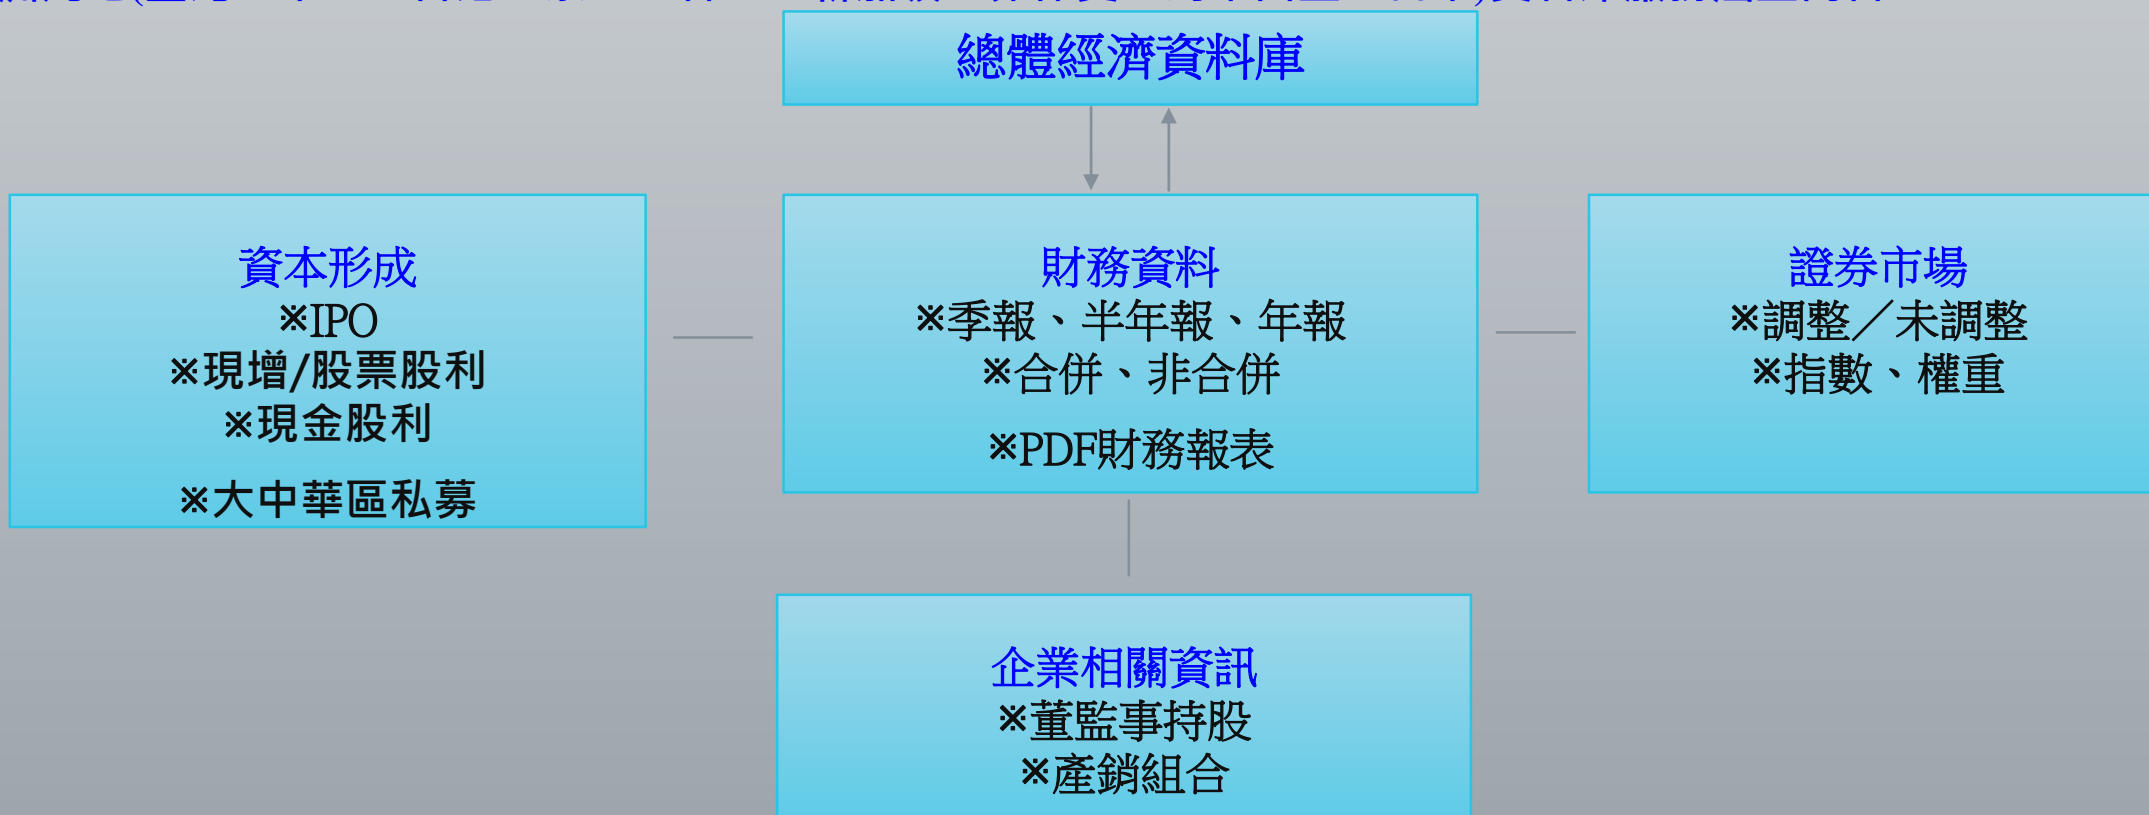 總體經濟資料庫
資本形成
※IPO
※現增/股票股利
※現金股利
※大中華區私募
財務資料
※季報、半年報、年報
※合併、非合併
※PDF財務報表
證券市場
※調整／未調整
※指數、權重
企業相關資訊
※董監事持股
※產銷組合